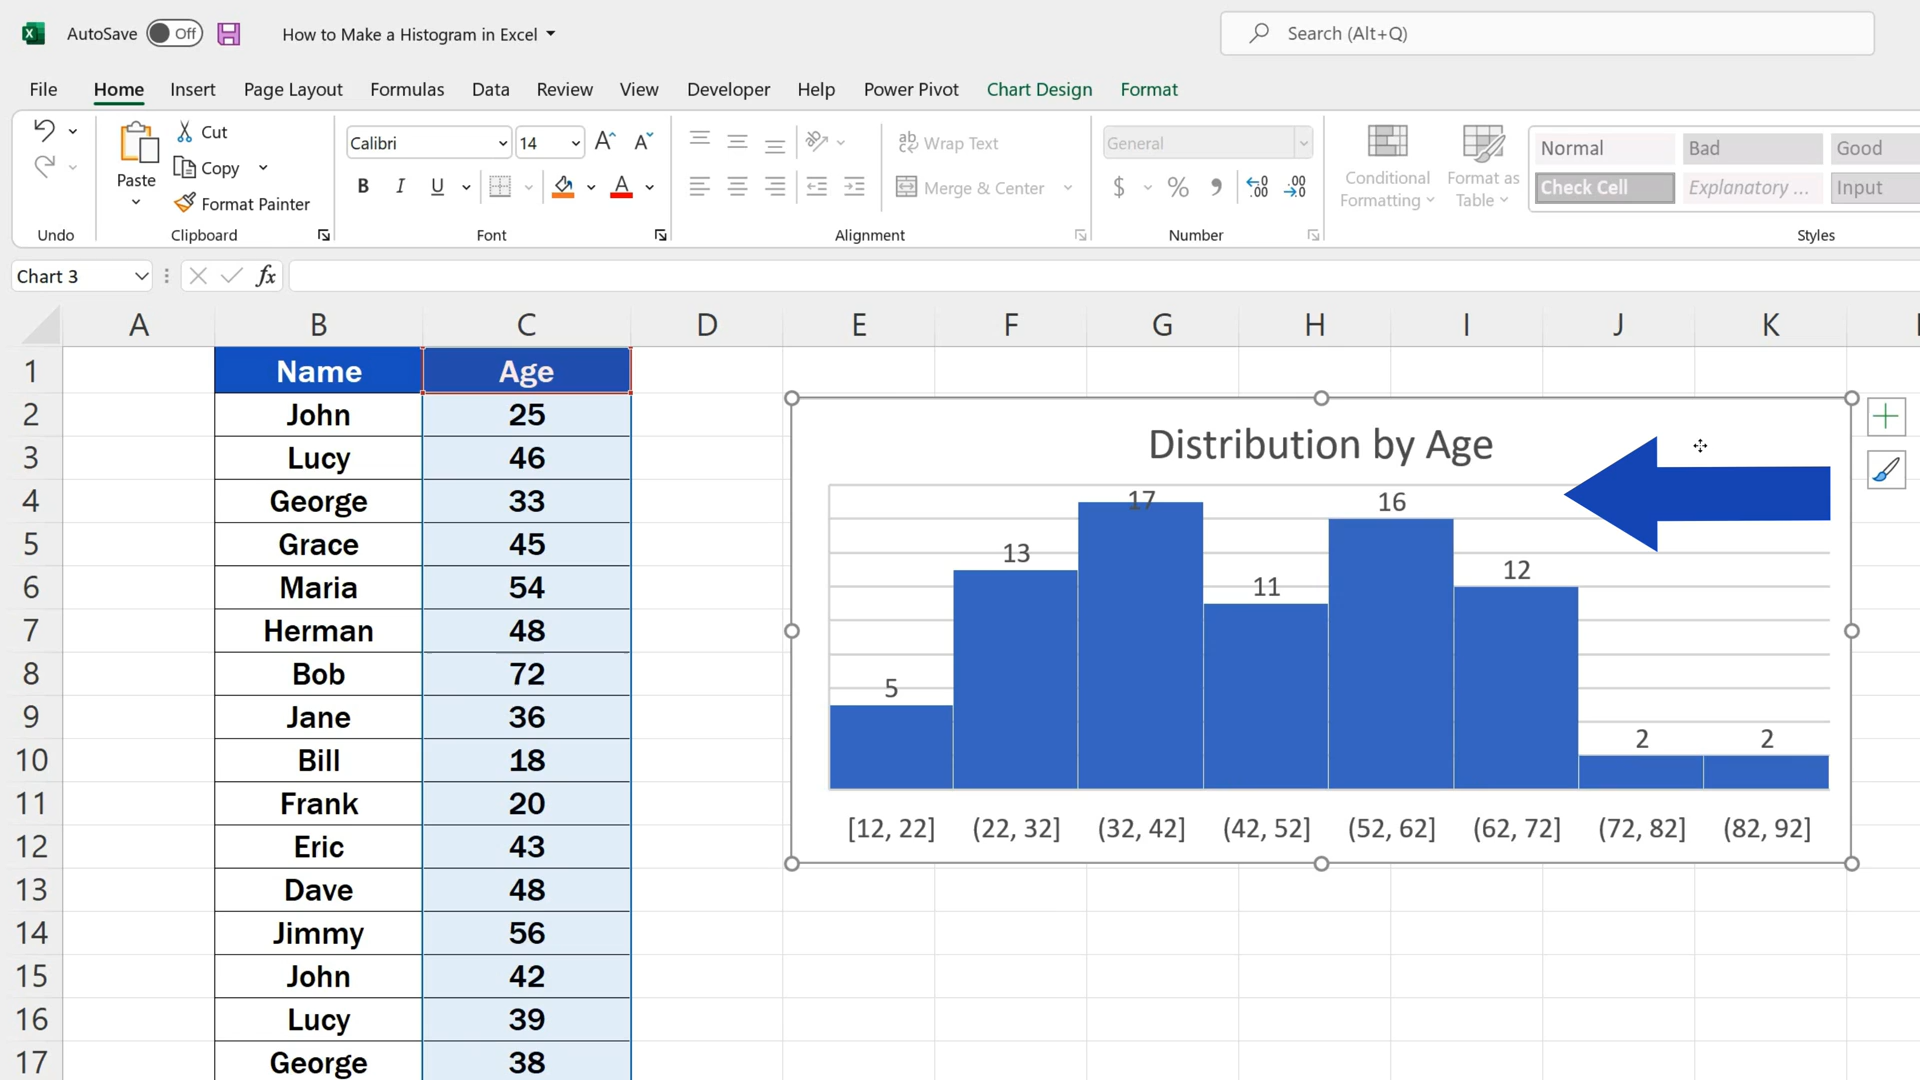 AutoSave Off How to Make a Histogram in Excel Search (Alt+Q)
File Home Insert Page Layout Formulas Data Review View Developer Help Power Pivot Chart Design Format
Cut
Copy
Format Painter
Paste
Calibri 14
B I U A
Wrap Text
Merge & Center
General
$ % 9
Conditional
Formatting
Format as
Table
Normal Bad Good
Check Cell Explanatory ... Input
Undo Clipboard Font Alignment Number Styles
Chart 3 fx
A B C D E F G H I J K
1 Name Age
2 John 25
3 Lucy 46
4 George 33
5 Grace 45
6 Maria 54
7 Herman 48
8 Bob 72
9 Jane 36
10 Bill 18
11 Frank 20
12 Eric 43
13 Dave 48
14 Jimmy 56
15 John 42
16 Lucy 39
17 George 38
Distribution by Age
5 13 17 11 16 12 2 2
[12, 22] (22, 32] (32, 42] (42, 52] (52, 62] (62, 72] (72, 82] (82, 92]